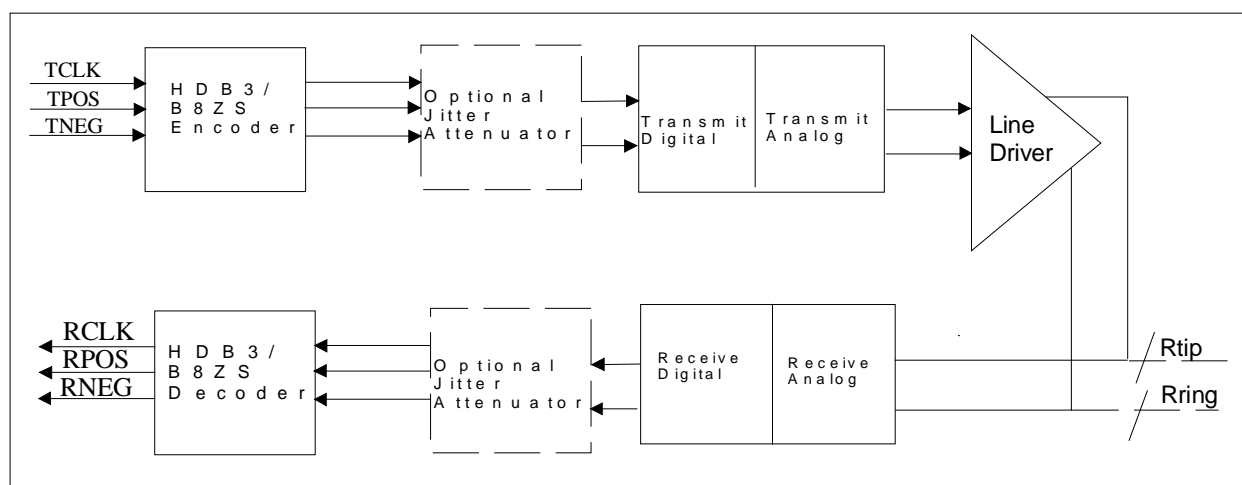 TCLK
TPOS
TNEG
HDB3/
B8ZS
Encoder
Optional
Jitter
Attenuator
Transmit
Digital
Transmit
Analog
Line
Driver
RCLK
RPOS
RNEG
HDB3/
B8ZS
Decoder
Optional
Jitter
Attenuator
Receive
Digital
Receive
Analog
Rtip
Rring